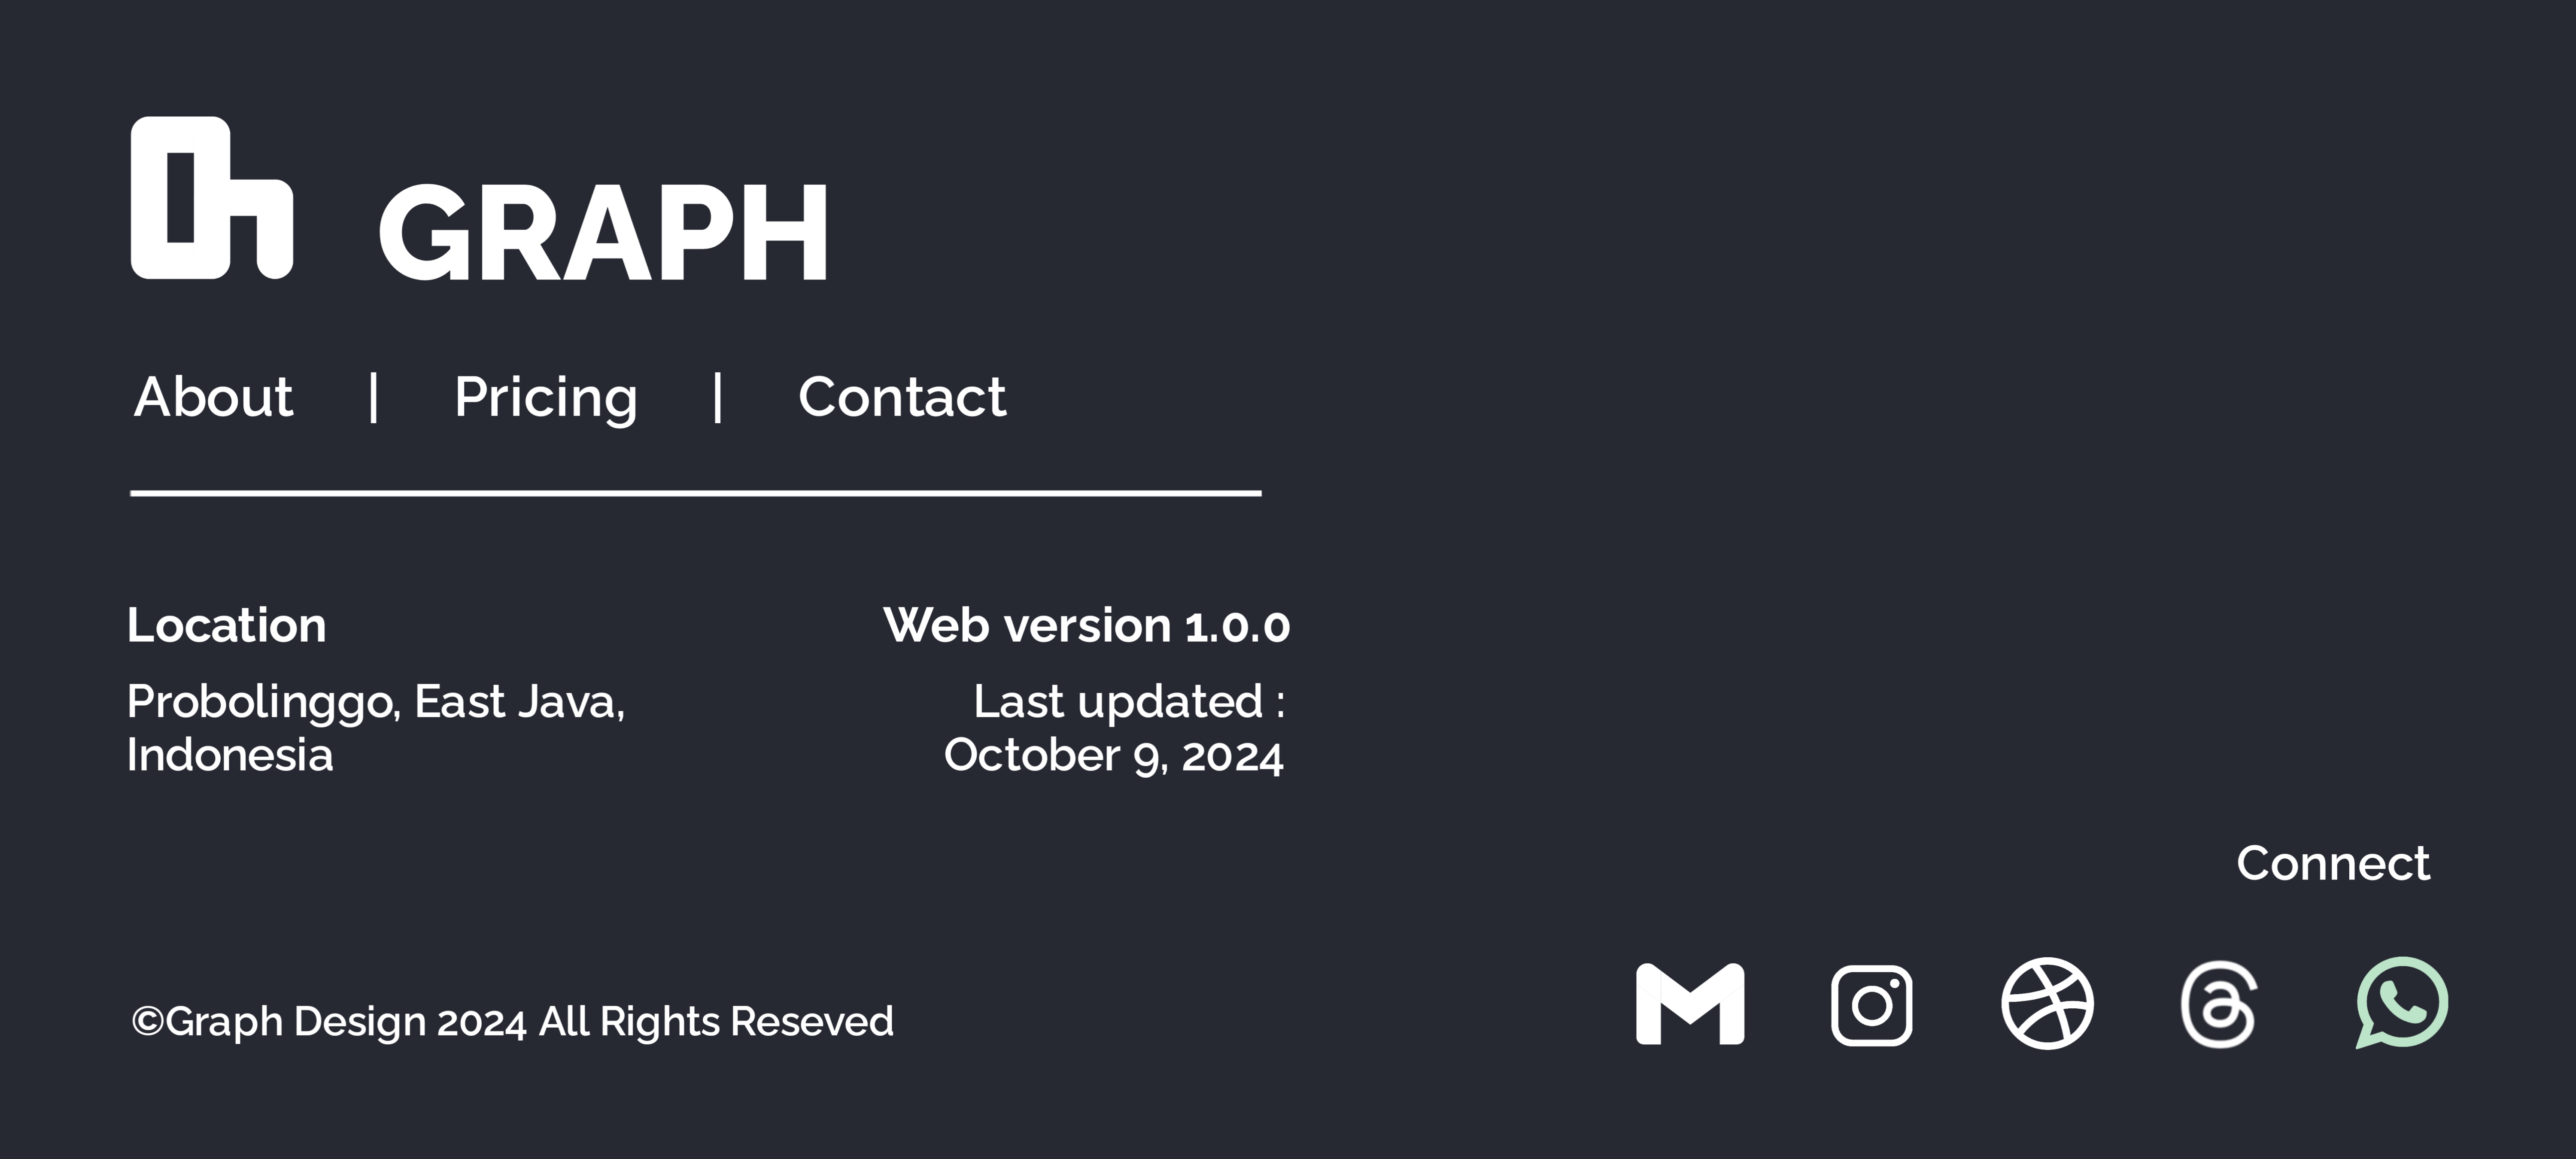 GRAPH
About | Pricing | Contact
Location
Probolinggo, East Java,
Indonesia
Web version 1.0.0
Last updated :
October 9, 2024
Connect
©Graph Design 2024 All Rights Reseved